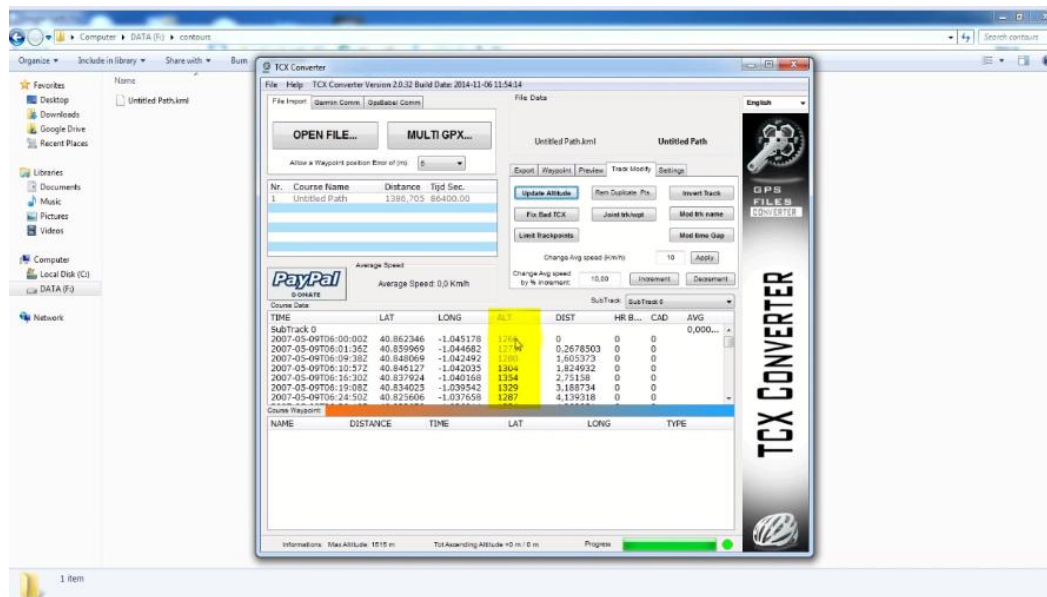 Computer ▸ DATA (F:) ▸ contours
Search contours
Organize ▾ Include in library ▾ Share with ▾ Burn
Favorites
Desktop
Downloads
Google Drive
Recent Places
Libraries
Documents
Music
Pictures
Videos
Computer
Local Disk (C:)
DATA (F:)
Network
Name
Untitled Path.kml
TCX Converter
File Help TCX Converter Version 2.0.32 Build Date: 2014-11-06 11:54:14
File Import Garmin Comm GpsBabel Comm
OPEN FILE... MULTI GPX...
Allow a Waypoint position Error of (m) 5
Nr. Course Name Distance Tijd Sec.
1 Untitled Path 1386,705 86400.00
File Data
Untitled Path.kml Untitled Path
Export Waypoint Preview Track Modify Settings
Update Altitude Rem Duplicate Pts. Invert Track
Fix Bad TCX Joint trk/wpt Mod trk name
Limit Trackpoints Mod time Gap
Change Avg speed (Km/h) 10 Apply
Change Avg speed by % increment: 10,00 Increment Decrement
PayPal
DONATE
Average Speed
Average Speed: 0,0 Km/h
SubTrack SubTrack 0
Course Data
TIME LAT LONG ALT DIST HR B... CAD AVG
SubTrack 0 0,000...
2007-05-09T06:00:00Z 40.862346 -1.045178 0 0 0
2007-05-09T06:01:36Z 40.859969 -1.044682 0,2678503 0 0
2007-05-09T06:09:38Z 40.848069 -1.042492 1280 1,605373 0 0
2007-05-09T06:10:57Z 40.846127 -1.042035 1304 1,824932 0 0
2007-05-09T06:16:30Z 40.837924 -1.040168 1354 2,75158 0 0
2007-05-09T06:19:08Z 40.834025 -1.039542 1329 3,188734 0 0
2007-05-09T06:24:50Z 40.825606 -1.037658 1287 4,139318 0 0
Course Waypoint
NAME DISTANCE TIME LAT LONG TYPE
Informations Max Altitude: 1515 m Tot Ascending Altitude +0 m / 0 m Progress
English
GPS
FILES
CONVERTER
TCX CONVERTER
1 item